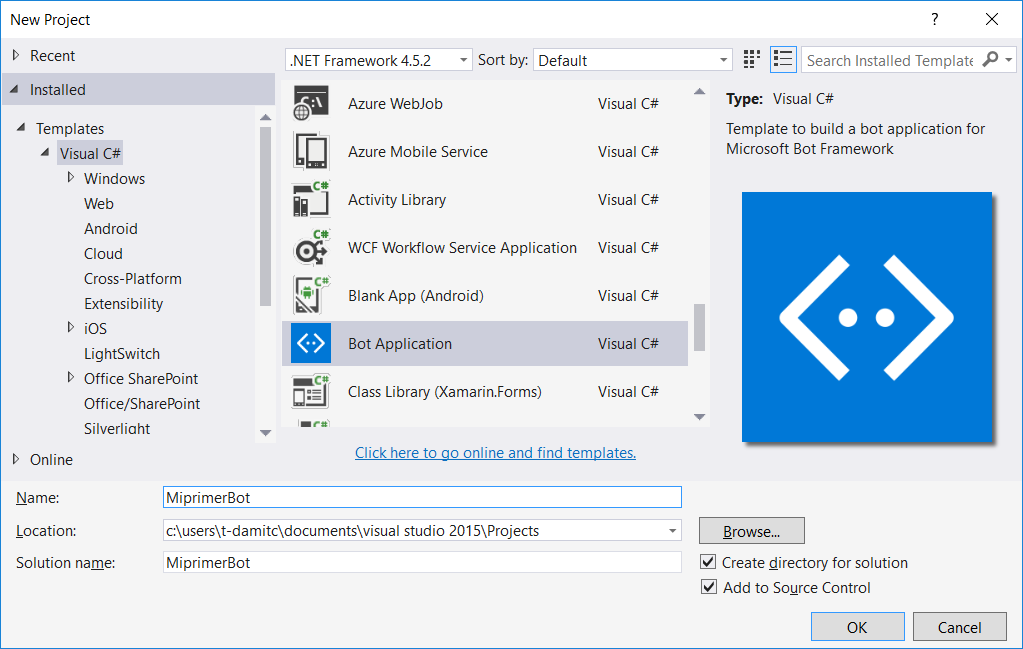 New Project
?
Recent
Installed
Templates
Visual C#
Windows
Web
Android
Cloud
Cross-Platform
Extensibility
iOS
LightSwitch
Office SharePoint
Office/SharePoint
Silverlight
Online
.NET Framework 4.5.2
Sort by: Default
Search Installed Template
Azure WebJob Visual C#
Azure Mobile Service Visual C#
Activity Library Visual C#
WCF Workflow Service Application Visual C#
Blank App (Android) Visual C#
Bot Application Visual C#
Class Library (Xamarin.Forms) Visual C#
Click here to go online and find templates.
Type: Visual C#
Template to build a bot application for
Microsoft Bot Framework
Name: MiprimerBot
Location: c:\users\t-damitc\documents\visual studio 2015\Projects
Browse...
Solution name: MiprimerBot
Create directory for solution
Add to Source Control
OK
Cancel